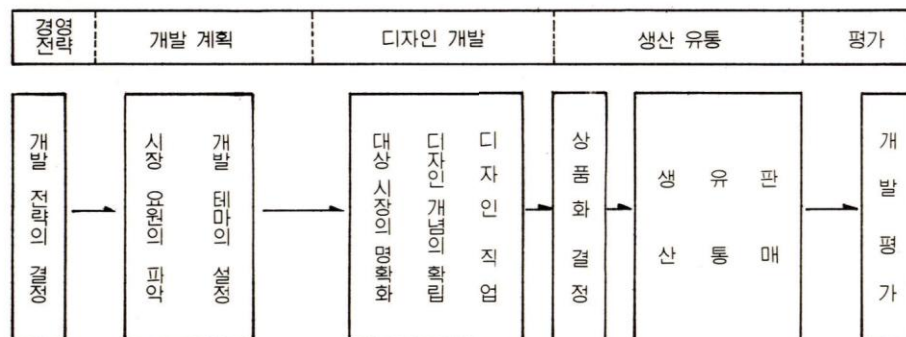 경영
전략
개발 계획
디자인 개발
생산 유통
평가
개발 전략의 결정
시장 요원의 파악
개발 테마의 설정
대상 시장의 명확화
디자인 개념의 확립
디자인 직업
상품화 결정
생산
유통
판매
개발 평가